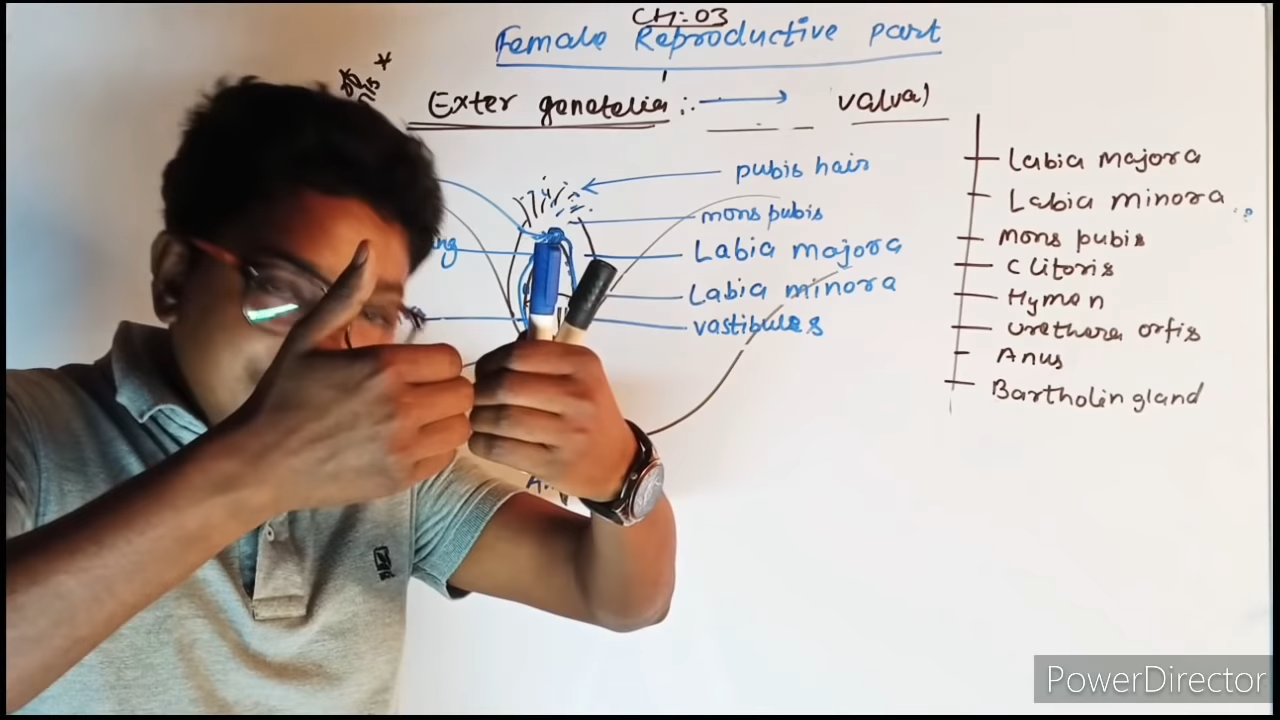 CH:-03
Female Reproductive part
Exter genetelia :. → valva)
pubis hair
mons pubis
Labia majora
Labia minora
vastibules
Labia Majora
Labia minora
Mons pubis
Clitoris
Hymen
urethera orfis
Anus
Bartholin gland
PowerDirector